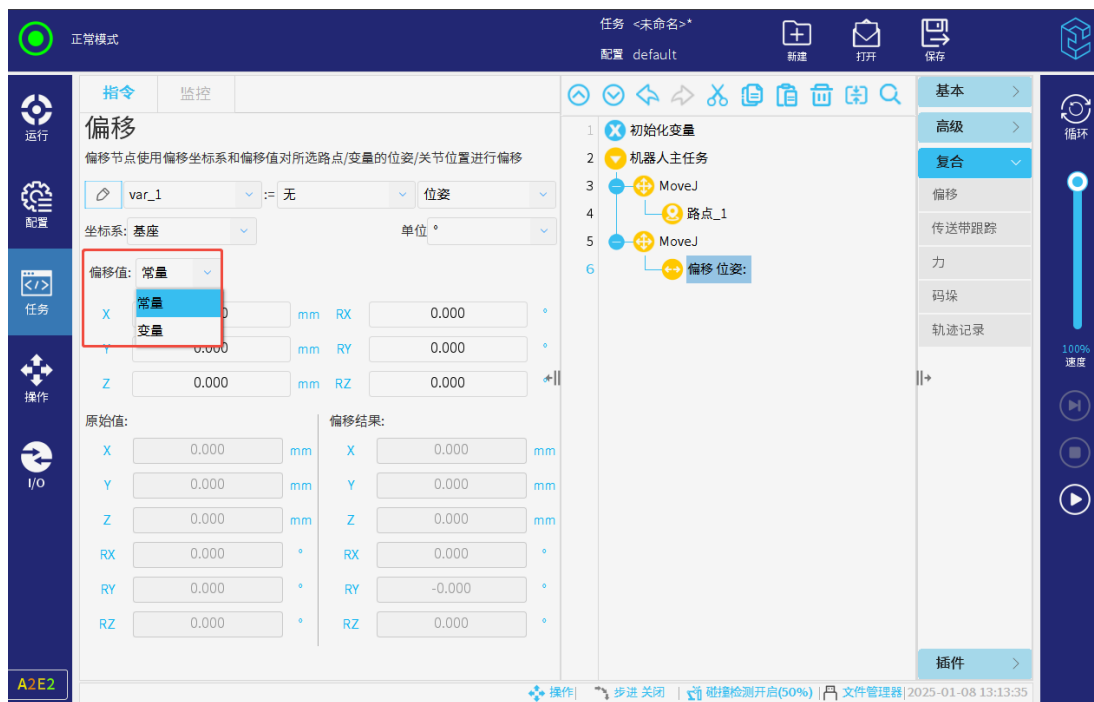 正常模式
任务 <未命名>*
配置 default
新建
打开
保存
运行
配置
任务
操作
I/O
A2E2
指令 监控
偏移
偏移节点使用偏移坐标系和偏移值对所选路点/变量的位姿/关节位置进行偏移
var_1 := 无 位姿
坐标系: 基座 单位 °
偏移值: 常量
常量
变量
X mm RX 0.000 °
Y 0.000 mm RY 0.000 °
Z 0.000 mm RZ 0.000 °
原始值: 偏移结果:
X 0.000 mm X 0.000 mm
Y 0.000 mm Y 0.000 mm
Z 0.000 mm Z 0.000 mm
RX 0.000 ° RX 0.000 °
RY 0.000 ° RY -0.000 °
RZ 0.000 ° RZ 0.000 °
1 初始化变量
2 机器人主任务
3 MoveJ
4 路点_1
5 MoveJ
6 偏移 位姿:
基本
高级
复合
偏移
传送带跟踪
力
码垛
轨迹记录
插件
循环
100%
速度
操作| 步进 关闭 | 碰撞检测开启(50%) | 文件管理器| 2025-01-08 13:13:35